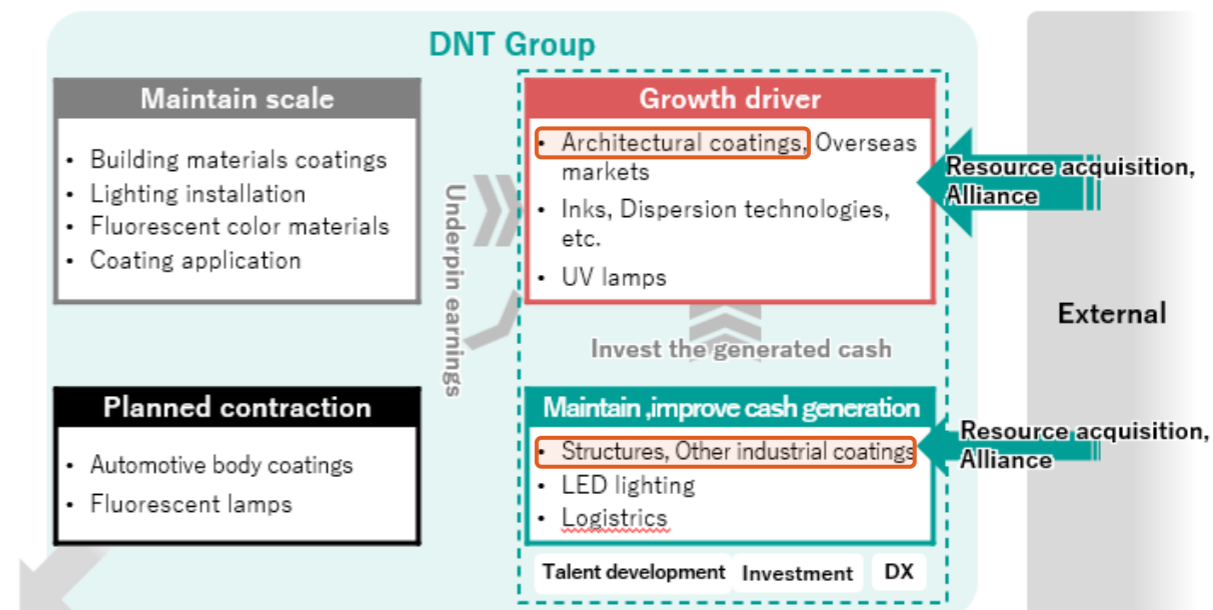 DNT Group
Maintain scale
• Building materials coatings
• Lighting installation
• Fluorescent color materials
• Coating application
Underpin earnings
Growth driver
• Architectural coatings, Overseas
markets
• Inks, Dispersion technologies,
etc.
• UV lamps
Resource acquisition,
Alliance
External
Invest the generated cash
Planned contraction
• Automotive body coatings
• Fluorescent lamps
Maintain ,improve cash generation
• Structures, Other industrial coatings
• LED lighting
• Logistrics
Resource acquisition,
Alliance
Talent development Investment DX